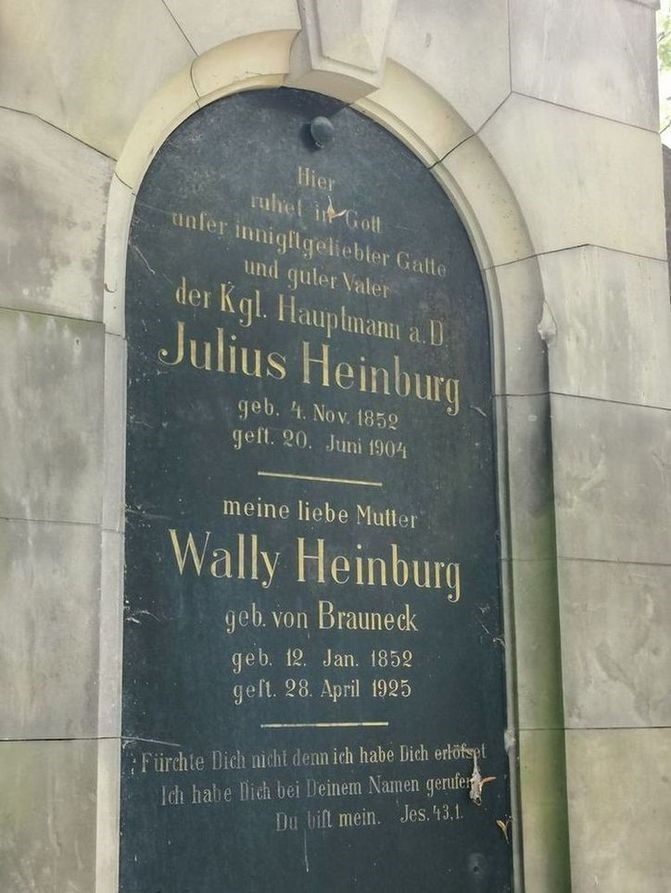 Hier
ruhet in Gott
unſer innigſtgeliebter Gatte
und guter Vater
der Kgl. Hauptmann a. D.
Julius Heinburg
geb. 4. Nov. 1852
geſt. 20. Juni 1904
meine liebe Mutter
Wally Heinburg
geb. von Brauneck
geb. 12. Jan. 1852
geſt. 28. April 1925
Fürchte Dich nicht denn ich habe Dich erlöſet
Ich habe Dich bei Deinem Namen gerufen
Du biſt mein. Jes. 43,1.